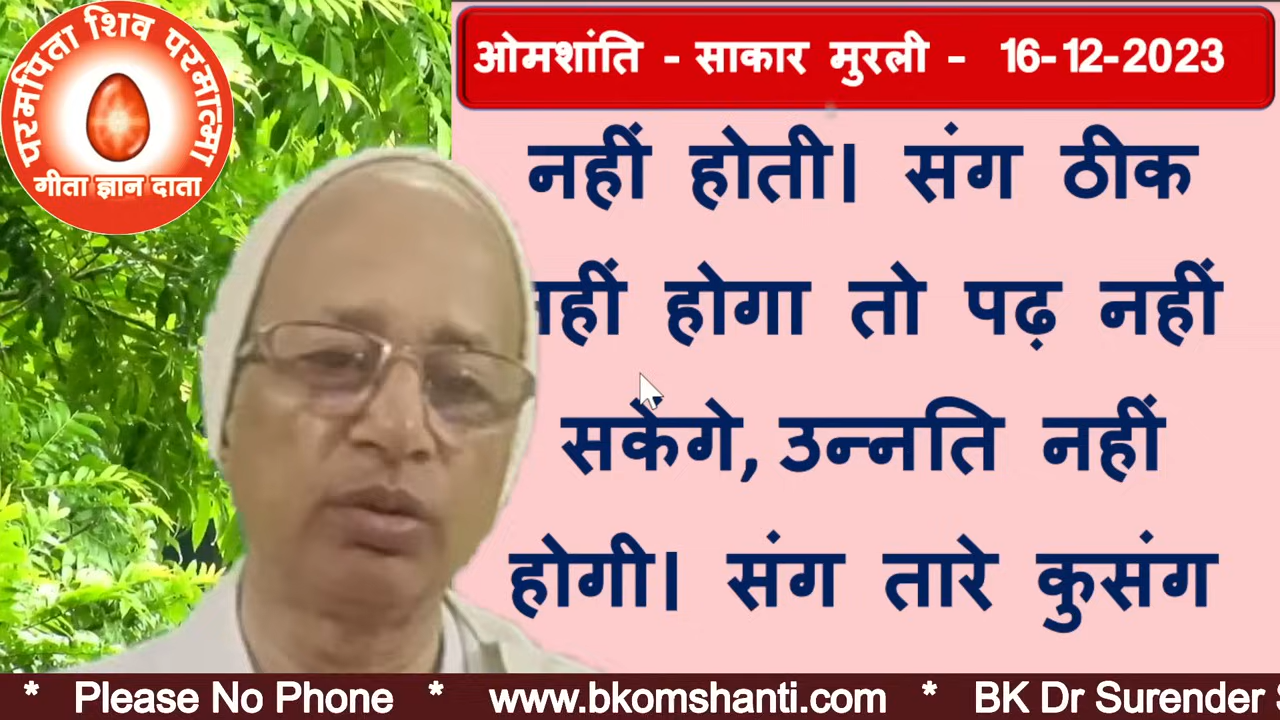 परमपिता शिव परमात्मा
गीता ज्ञान दाता
ओमशांति - साकार मुरली - 16-12-2023
नहीं होती। संग ठीक
नहीं होगा तो पढ़ नहीं
सकेंगे, उन्नति नहीं
होगी। संग तारे कुसंग
* Please No Phone * www.bkomshanti.com * BK Dr Surender